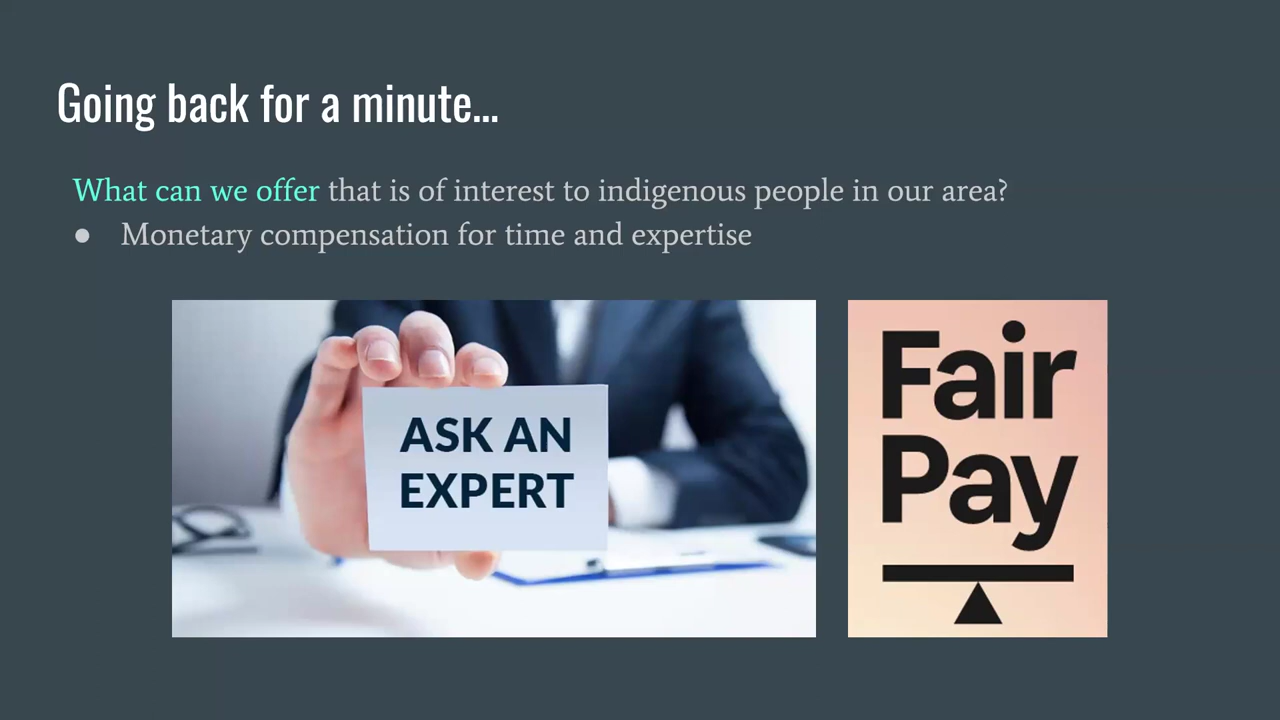 Going back for a minute...
What can we offer that is of interest to indigenous people in our area?
● Monetary compensation for time and expertise
ASK AN
EXPERT
Fair
Pay